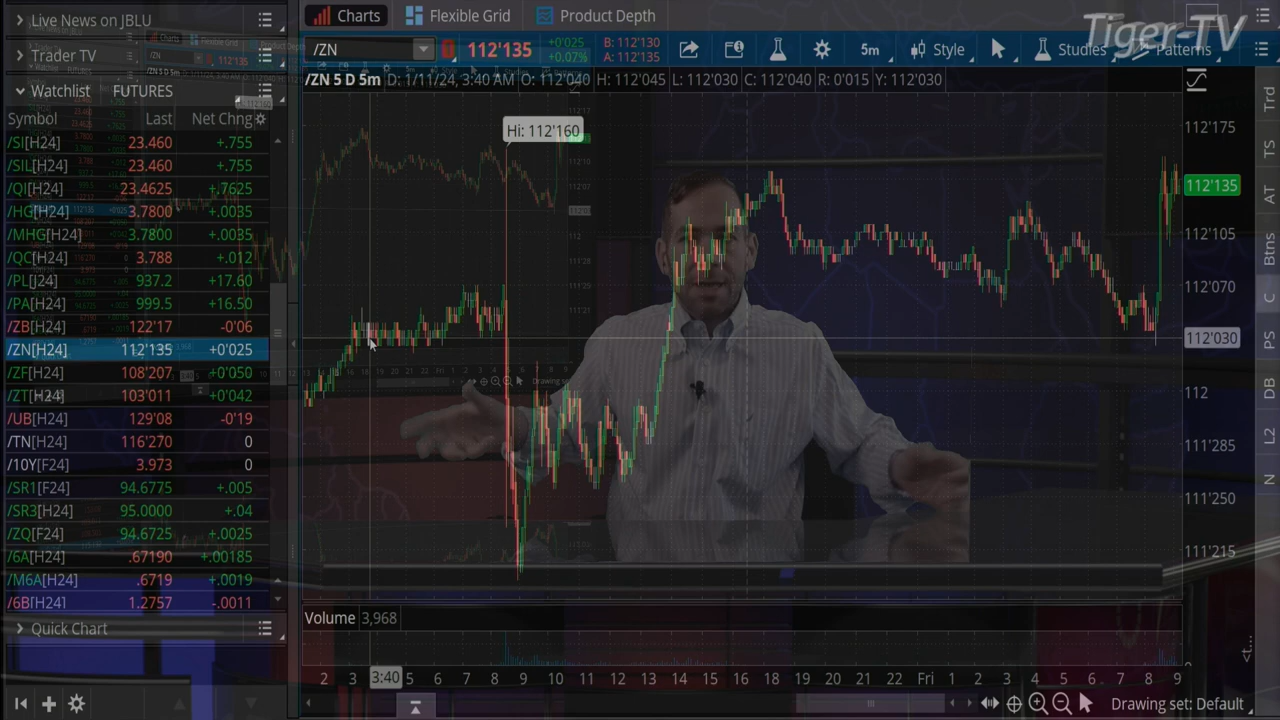 Live News on JBLU
Charts Flexible Grid Product Depth
Tiger-TV
Trader TV
/ZN 112'135 +0'025 +0.07% B: 112'130 A: 112'135 5m Style Studies Patterns
Watchlist FUTURES
/ZN 5 D 5m D: 1/11/24, 3:40 AM O: 112'040 H: 112'045 L: 112'030 C: 112'040 R: 0'015 Y: 112'030
Symbol Last Net Chng
/SI[H24] 23.460 +.755
/SIL[H24] 23.460 +.755
/QI[H24] 23.4625 +.7625
/HG[H24] 3.7800 +.0035
/MHG[H24] 3.7800 +.0035
/QC[H24] 3.788 +.012
/PL[J24] 937.2 +17.60
/PA[H24] 999.5 +16.50
/ZB[H24] 122'17 -0'06
/ZN[H24] 112'135 +0'025
/ZF[H24] 108'207 +0'050
/ZT[H24] 103'011 +0'042
/UB[H24] 129'08 -0'19
/TN[H24] 116'270 0
/10Y[F24] 3.973 0
/SR1[F24] 94.6775 +.005
/SR3[H24] 95.0000 +.04
/ZQ[F24] 94.6725 +.0025
/6A[H24] .67190 +.00185
/M6A[H24] .6719 +.0019
/6B[H24] 1.2757 -.0011
Quick Chart
Hi: 112'160
112'175
112'135
112'105
112'070
112'030
112
111'285
111'250
111'215
Trd
TS
AT
Btns
C
PS
DB
L2
N
Volume 3,968
2 3 3:40 5 6 7 8 9 10 11 12 13 14 15 16 17 18 19 20 21 22 Fri 1 2 3 4 5 6 7 8 9
Drawing set: Default